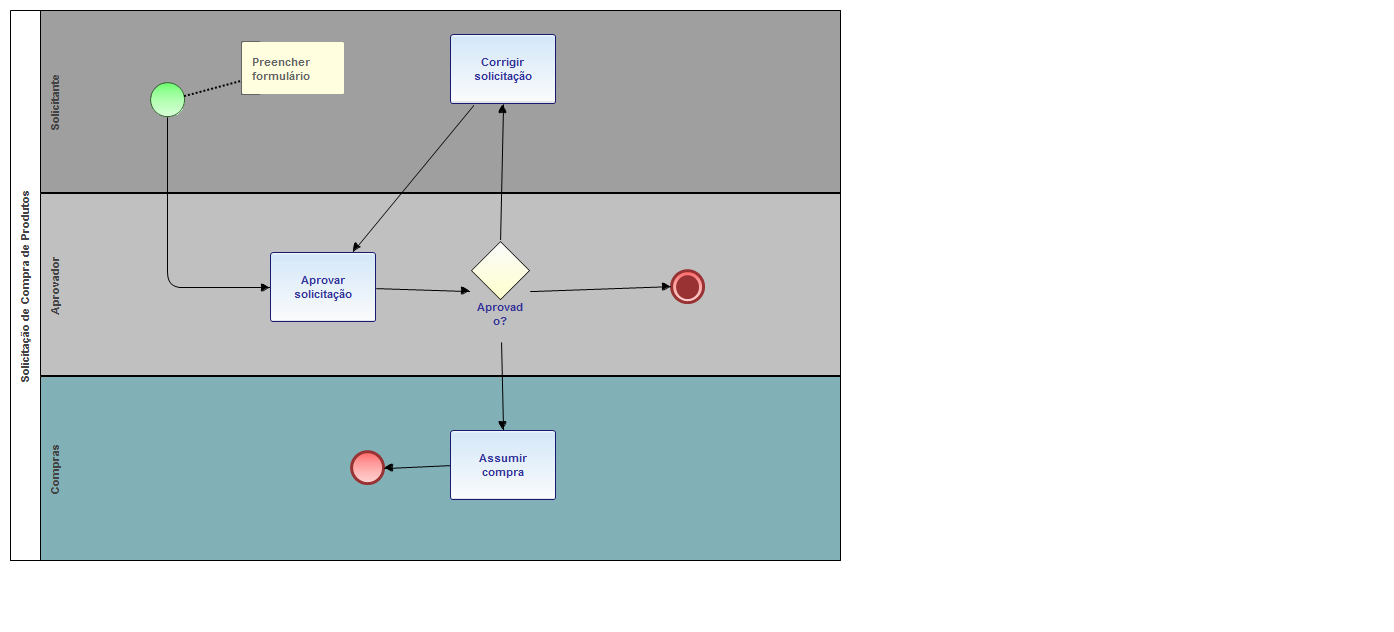 Solicitação de Compra de Produtos
Solicitante
Preencher
formulário
Corrigir
solicitação
Aprovador
Aprovar
solicitação
Aprovad
o?
Compras
Assumir
compra